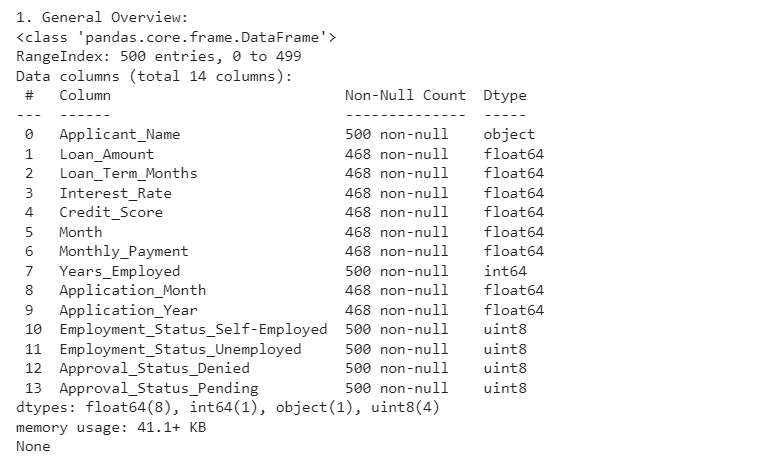 1. General Overview:
<class 'pandas.core.frame.DataFrame'>
RangeIndex: 500 entries, 0 to 499
Data columns (total 14 columns):
 #   Column                         Non-Null Count  Dtype
---  ------                         --------------  -----
 0   Applicant_Name                 500 non-null    object
 1   Loan_Amount                    468 non-null    float64
 2   Loan_Term_Months               468 non-null    float64
 3   Interest_Rate                  468 non-null    float64
 4   Credit_Score                   468 non-null    float64
 5   Month                          468 non-null    float64
 6   Monthly_Payment                468 non-null    float64
 7   Years_Employed                 500 non-null    int64
 8   Application_Month              468 non-null    float64
 9   Application_Year               468 non-null    float64
 10  Employment_Status_Self-Employed  500 non-null    uint8
 11  Employment_Status_Unemployed   500 non-null    uint8
 12  Approval_Status_Denied         500 non-null    uint8
 13  Approval_Status_Pending        500 non-null    uint8
dtypes: float64(8), int64(1), object(1), uint8(4)
memory usage: 41.1+ KB
None